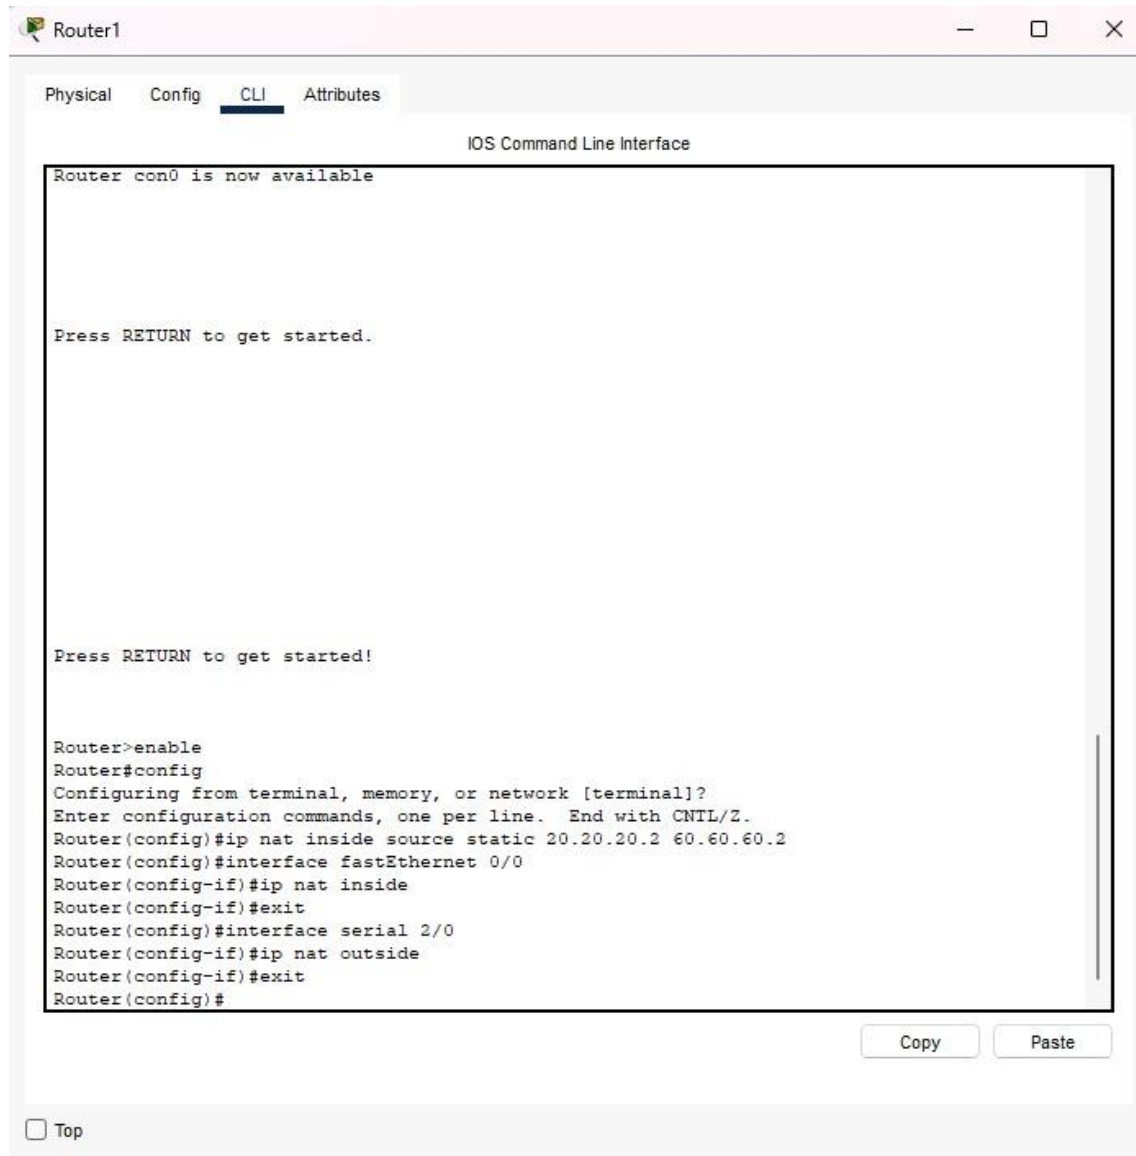 Router1
Physical Config CLI Attributes
IOS Command Line Interface
Router con0 is now available
Press RETURN to get started.
Press RETURN to get started!
Router>enable
Router#config
Configuring from terminal, memory, or network [terminal]?
Enter configuration commands, one per line.  End with CNTL/Z.
Router(config)#ip nat inside source static 20.20.20.2 60.60.60.2
Router(config)#interface fastEthernet 0/0
Router(config-if)#ip nat inside
Router(config-if)#exit
Router(config)#interface serial 2/0
Router(config-if)#ip nat outside
Router(config-if)#exit
Router(config)#
Copy Paste
Top